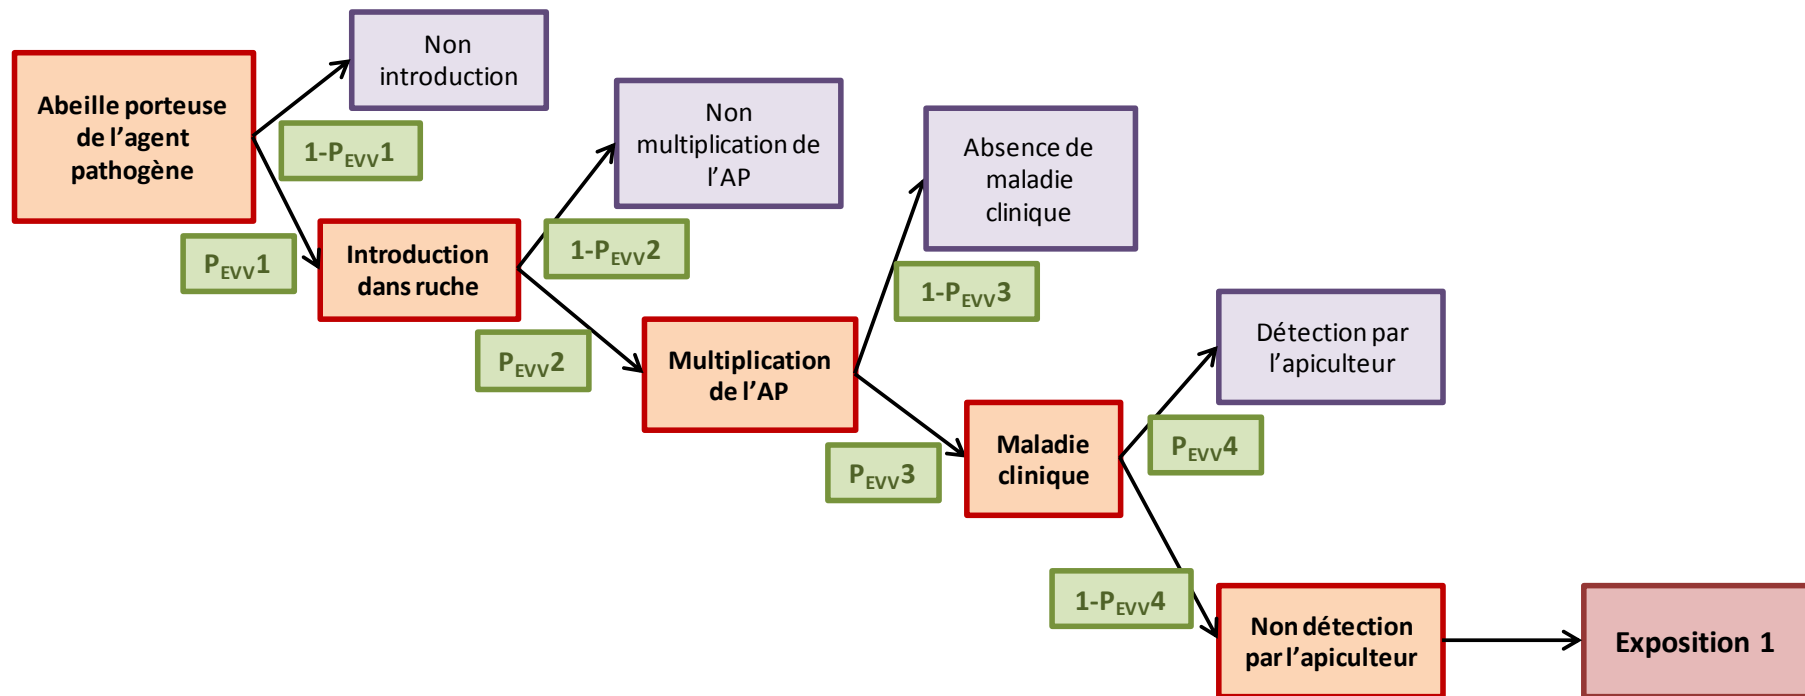 Non
introduction
Abeille porteuse
de l'agent
pathogène
1-PEVV1
PEVV1
Introduction
dans ruche
Non
multiplication de
l'AP
1-PEVV2
PEVV2
Multiplication
de l'AP
Absence de
maladie
clinique
1-PEVV3
PEVV3
Maladie
clinique
Détection par
l'apiculteur
PEVV4
1-PEVV4
Non détection
par l'apiculteur
Exposition 1